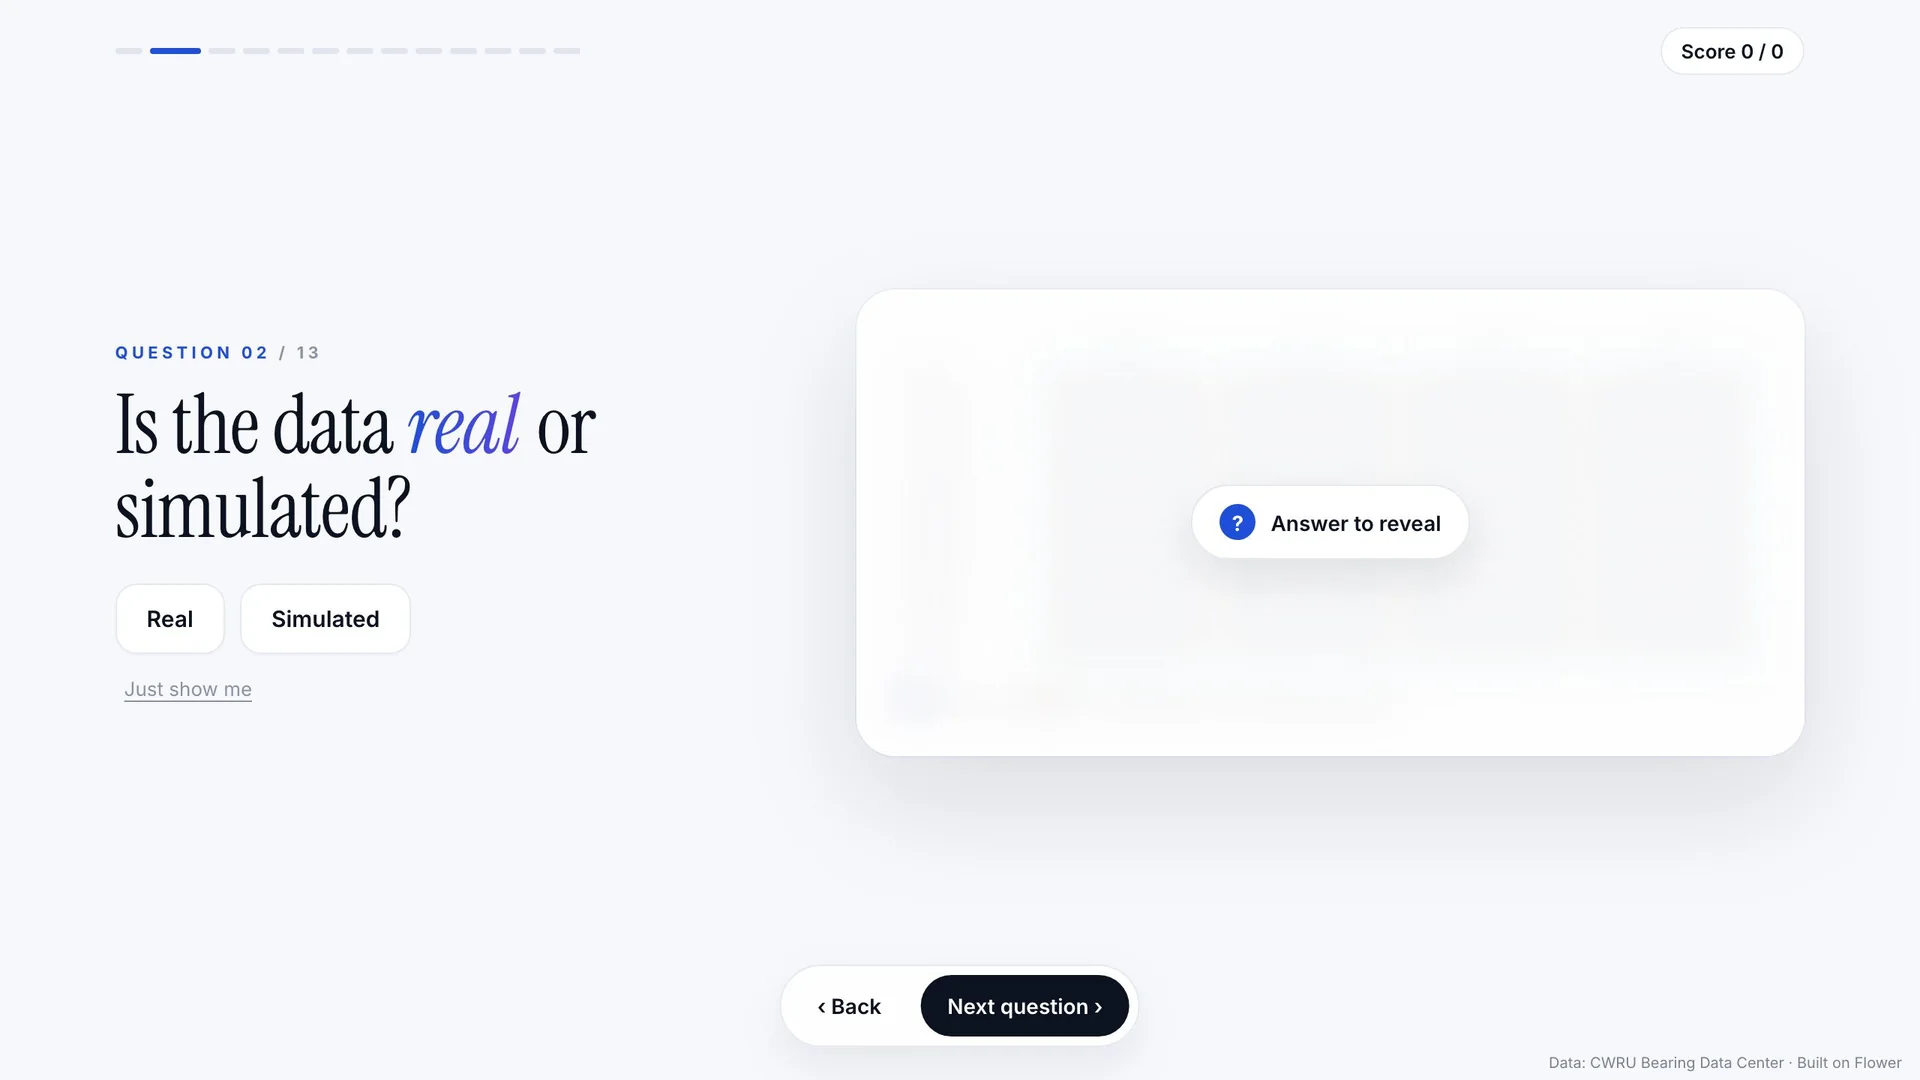 Score 0 / 0
QUESTION 02 / 13
Is the data real or
simulated?
Real
Simulated
Just show me
? Answer to reveal
‹ Back
Next question ›
Data: CWRU Bearing Data Center · Built on Flower